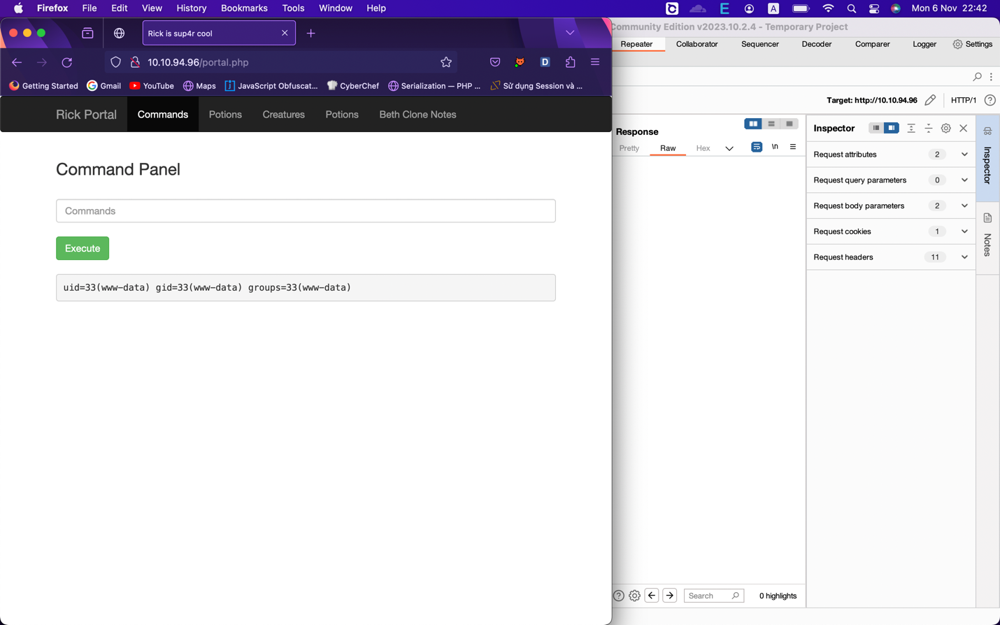 Firefox File Edit View History Bookmarks Tools Window Help
A Mon 6 Nov 22:42
Rick is sup4r cool
10.10.94.96/portal.php
D
Getting Started Gmail YouTube Maps JavaScript Obfuscat... CyberChef Serialization — PHP ... Sử dụng Session và ...
Rick Portal Commands Potions Creatures Potions Beth Clone Notes
Command Panel
Commands
Execute
uid=33(www-data) gid=33(www-data) groups=33(www-data)
Community Edition v2023.10.2.4 - Temporary Project
Repeater Collaborator Sequencer Decoder Comparer Logger Settings
Target: http://10.10.94.96 HTTP/1
Response
Pretty Raw Hex \n
Search 0 highlights
Inspector
Request attributes 2
Request query parameters 0
Request body parameters 2
Request cookies 1
Request headers 11
Inspector
Notes